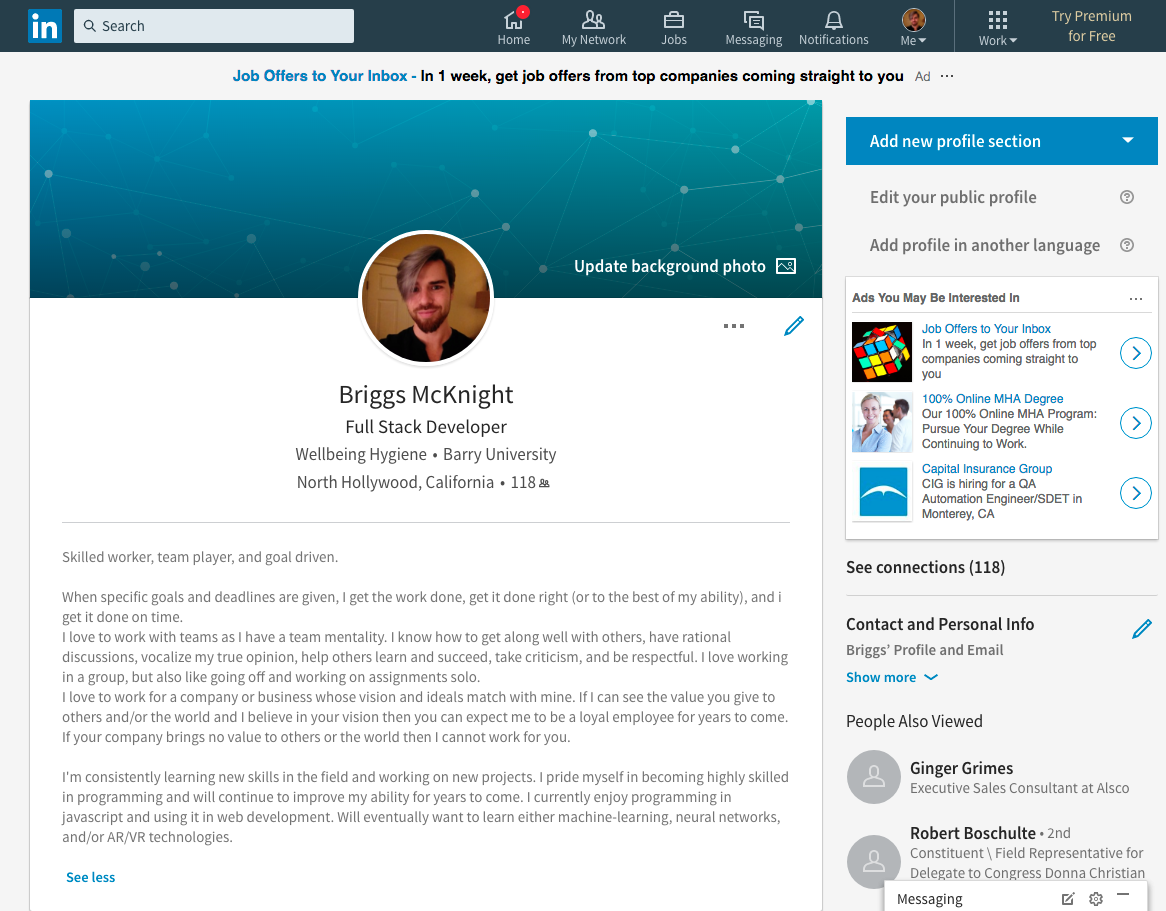 in
Search
Home
My Network
Jobs
Messaging
Notifications
Me
Work
Try Premium
for Free
Job Offers to Your Inbox - In 1 week, get job offers from top companies coming straight to you Ad ...
Update background photo
Briggs McKnight
Full Stack Developer
Wellbeing Hygiene • Barry University
North Hollywood, California • 118
Skilled worker, team player, and goal driven.
When specific goals and deadlines are given, I get the work done, get it done right (or to the best of my ability), and i
get it done on time.
I love to work with teams as I have a team mentality. I know how to get along well with others, have rational
discussions, vocalize my true opinion, help others learn and succeed, take criticism, and be respectful. I love working
in a group, but also like going off and working on assignments solo.
I love to work for a company or business whose vision and ideals match with mine. If I can see the value you give to
others and/or the world and I believe in your vision then you can expect me to be a loyal employee for years to come.
If your company brings no value to others or the world then I cannot work for you.
I'm consistently learning new skills in the field and working on new projects. I pride myself in becoming highly skilled
in programming and will continue to improve my ability for years to come. I currently enjoy programming in
javascript and using it in web development. Will eventually want to learn either machine-learning, neural networks,
and/or AR/VR technologies.
See less
Add new profile section
Edit your public profile
Add profile in another language
Ads You May Be Interested In
Job Offers to Your Inbox
In 1 week, get job offers from top
companies coming straight to
you
100% Online MHA Degree
Our 100% Online MHA Program:
Pursue Your Degree While
Continuing to Work.
Capital Insurance Group
CIG is hiring for a QA
Automation Engineer/SDET in
Monterey, CA
See connections (118)
Contact and Personal Info
Briggs’ Profile and Email
Show more
People Also Viewed
Ginger Grimes
Executive Sales Consultant at Alsco
Robert Boschulte • 2nd
Constituent \ Field Representative for
Delegate to Congress Donna Christian
Messaging